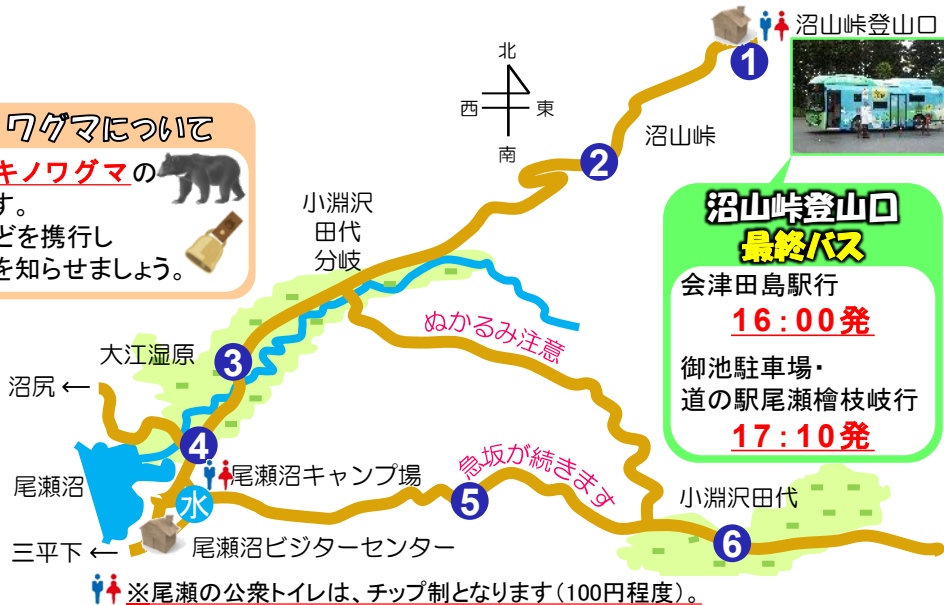 沼山峠登山口
1
北
西 東
南
沼山峠
2
ワグマについて
キノワグマの
す。
どを携行し
を知らせましょう。
小淵沢
田代
分岐
沼山峠登山口
最終バス
会津田島駅行
16:00発
御池駐車場・
道の駅尾瀬檜枝岐行
17:10発
ぬかるみ注意
大江湿原
3
沼尻←
4
尾瀬沼キャンプ場
急坂が続きます
尾瀬沼
水
5
小淵沢田代
6
三平下←
尾瀬沼ビジターセンター
※尾瀬の公衆トイレは、チップ制となります(100円程度)。